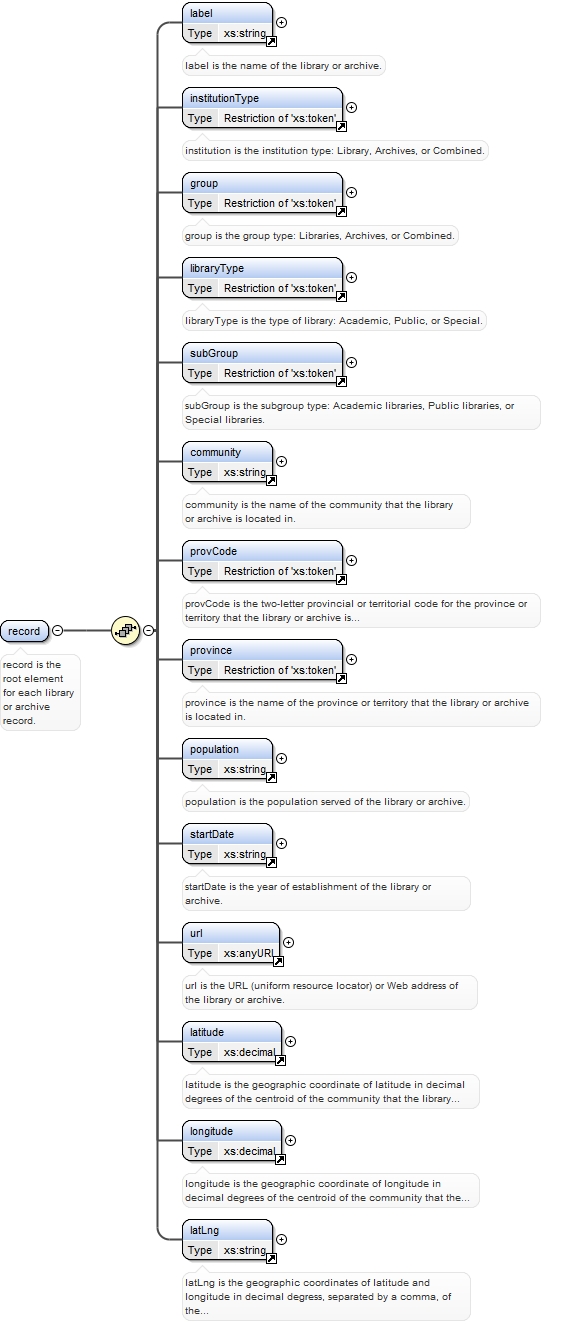 label
Type xs:string
label is the name of the library or archive.
institutionType
Type Restriction of 'xs:token'
institution is the institution type: Library, Archives, or Combined.
group
Type Restriction of 'xs:token'
group is the group type: Libraries, Archives, or Combined.
libraryType
Type Restriction of 'xs:token'
libraryType is the type of library: Academic, Public, or Special.
subGroup
Type Restriction of 'xs:token'
subGroup is the subgroup type: Academic libraries, Public libraries, or
Special libraries.
community
Type xs:string
community is the name of the community that the library
or archive is located in.
provCode
Type Restriction of 'xs:token'
provCode is the two-letter provincial or territorial code for the province or
territory that the library or archive is...
record
record is the
root element
for each library
or archive
record.
province
Type Restriction of 'xs:token'
province is the name of the province or territory that the library or archive
is located in.
population
Type xs:string
population is the population served of the library or archive.
startDate
Type xs:string
startDate is the year of establishment of the library or
archive.
url
Type xs:anyURI
url is the URL (uniform resource locator) or Web address of
the library or archive.
latitude
Type xs:decimal
latitude is the geographic coordinate of latitude in decimal
degrees of the centroid of the community that the library...
longitude
Type xs:decimal
longitude is the geographic coordinate of longitude in
decimal degrees of the centroid of the community that the...
latLng
Type xs:string
latLng is the geographic coordinates of latitude and
longitude in decimal degress, separated by a comma, of
the...